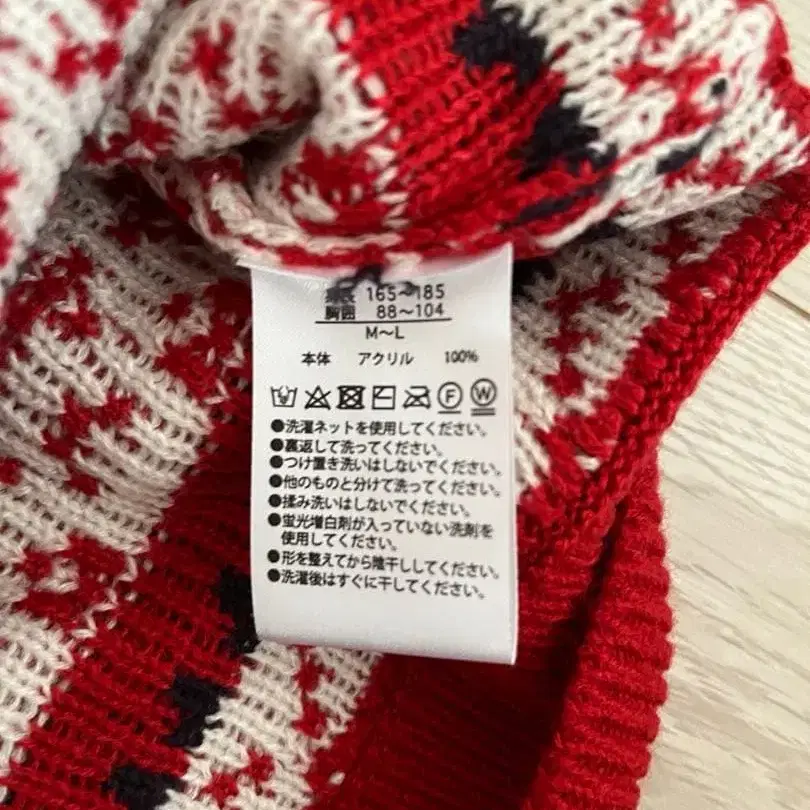 身長 165～185
胸囲 88～104
M～L
本体 アクリル 100%
Ⓕ Ⓦ
●洗濯ネットを使用してください。
●裏返して洗ってください。
●つけ置き洗いはしないでください。
●他のものと分けて洗ってください。
●揉み洗いはしないでください。
●蛍光増白剤が入っていない洗剤を
使用してください。
●形を整えてから陰干ししてください。
●洗濯後はすぐに干してください。